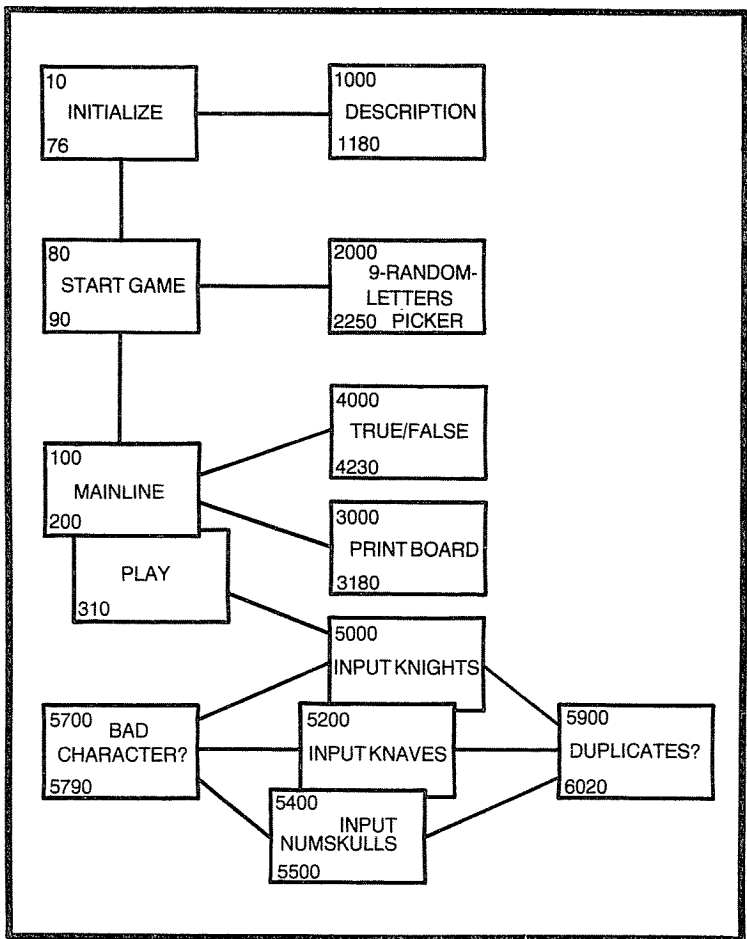 10
INITIALIZE
76
1000
DESCRIPTION
1180
80
START GAME
90
2000
9-RANDOM-
LETTERS
2250 PICKER
4000
TRUE/FALSE
4230
100
MAINLINE
200
3000
PRINT BOARD
3180
PLAY
310
5000
INPUT KNIGHTS
5700 BAD
CHARACTER?
5790
5200
INPUT KNAVES
5900
DUPLICATES?
6020
5400
INPUT
NUMSKULLS
5500